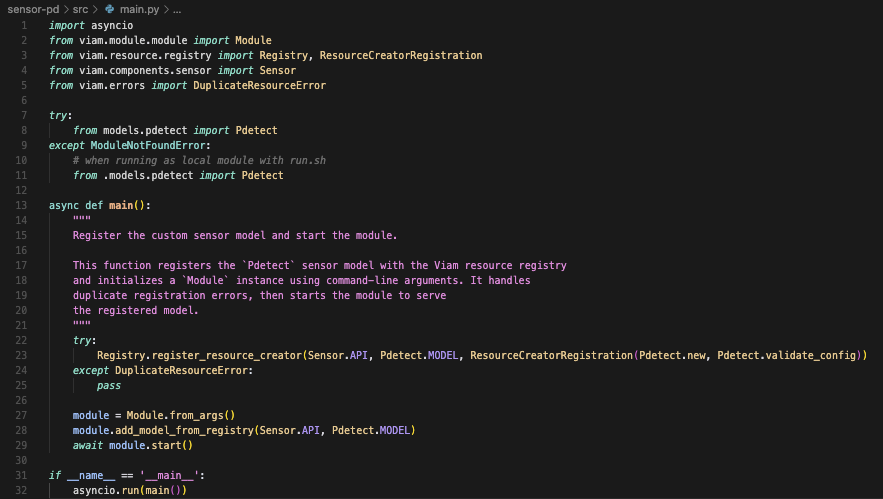 sensor-pd > src > main.py > ...
1 import asyncio
2 from viam.module.module import Module
3 from viam.resource.registry import Registry, ResourceCreatorRegistration
4 from viam.components.sensor import Sensor
5 from viam.errors import DuplicateResourceError
6
7 try:
8     from models.pdetect import Pdetect
9 except ModuleNotFoundError:
10     # when running as local module with run.sh
11     from .models.pdetect import Pdetect
12
13 async def main():
14     """
15     Register the custom sensor model and start the module.
16
17     This function registers the `Pdetect` sensor model with the Viam resource registry
18     and initializes a `Module` instance using command-line arguments. It handles
19     duplicate registration errors, then starts the module to serve
20     the registered model.
21     """
22     try:
23         Registry.register_resource_creator(Sensor.API, Pdetect.MODEL, ResourceCreatorRegistration(Pdetect.new, Pdetect.validate_config))
24     except DuplicateResourceError:
25         pass
26
27     module = Module.from_args()
28     module.add_model_from_registry(Sensor.API, Pdetect.MODEL)
29     await module.start()
30
31 if __name__ == '__main__':
32     asyncio.run(main())